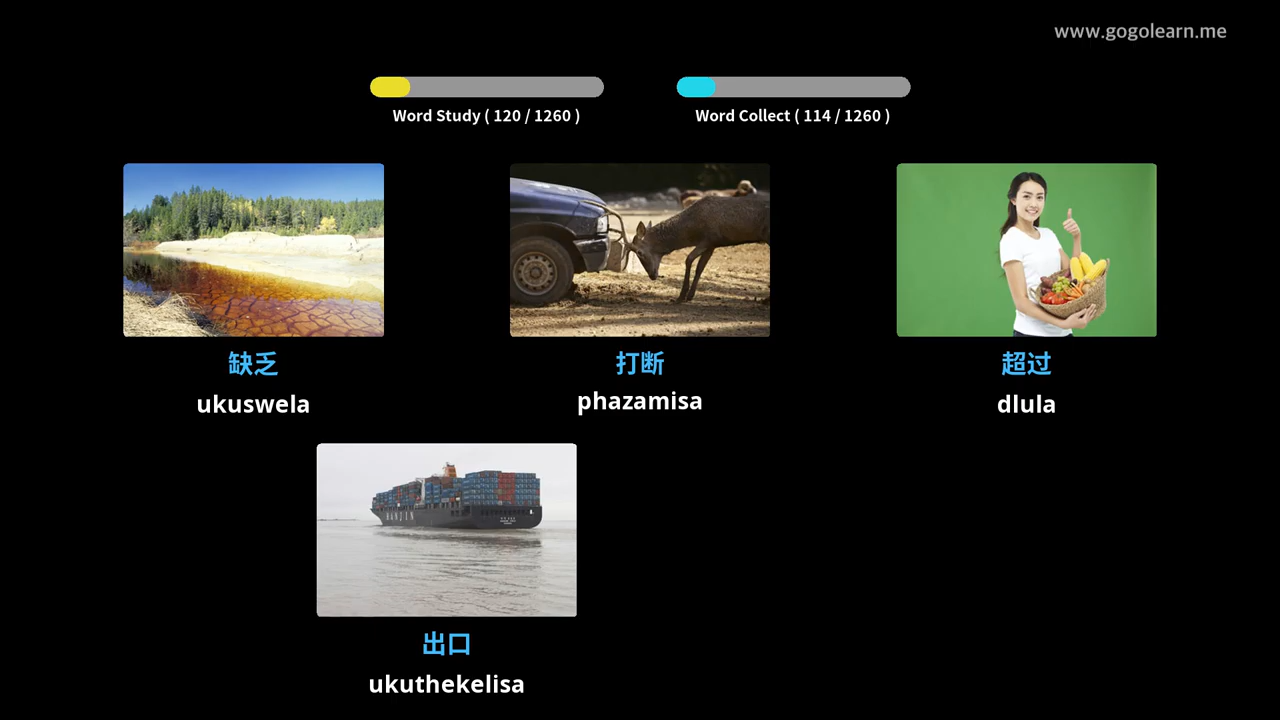 www.gogolearn.me
Word Study ( 120 / 1260 )
Word Collect ( 114 / 1260 )
缺乏
打断
超过
ukuswela
phazamisa
dlula
HANJIN
出口
ukuthekelisa